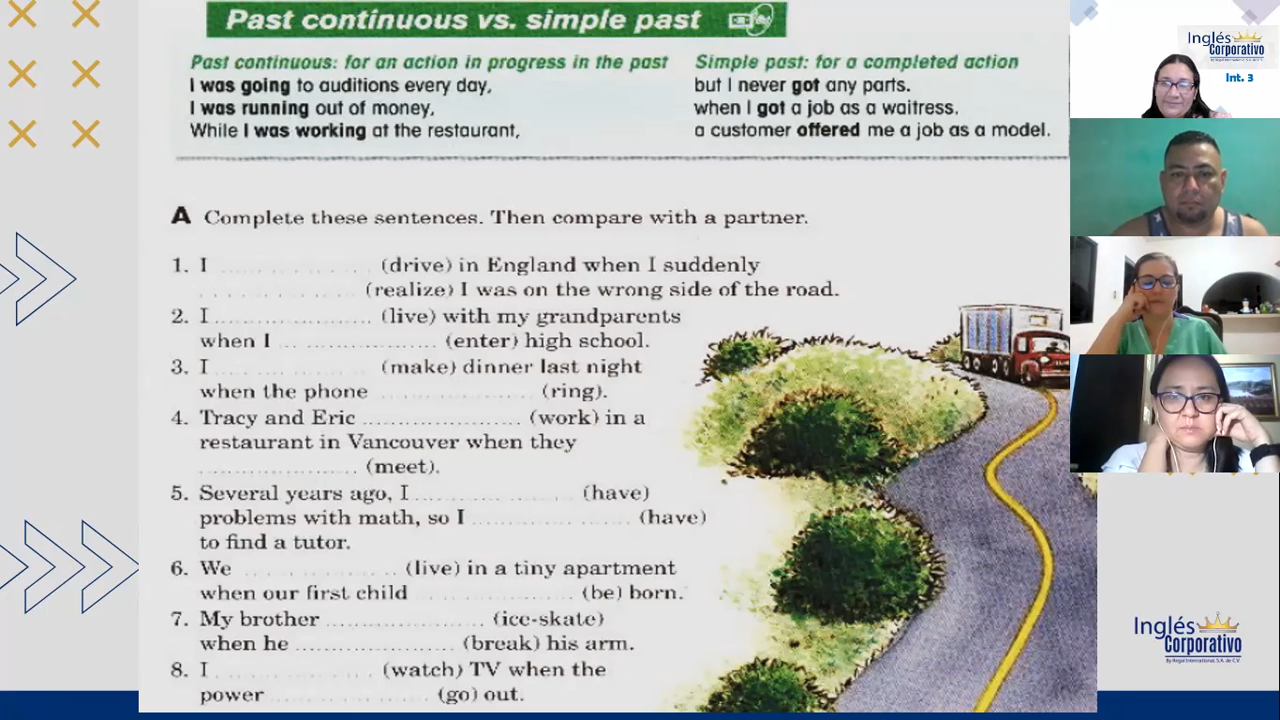 Past continuous vs. simple past
Past continuous: for an action in progress in the past
I was going to auditions every day,
I was running out of money,
While I was working at the restaurant,
Simple past: for a completed action
but I never got any parts.
when I got a job as a waitress.
a customer offered me a job as a model.
A Complete these sentences. Then compare with a partner.
1. I .................... (drive) in England when I suddenly
.................... (realize) I was on the wrong side of the road.
2. I .................... (live) with my grandparents
when I .................... (enter) high school.
3. I .................... (make) dinner last night
when the phone .................... (ring).
4. Tracy and Eric .................... (work) in a
restaurant in Vancouver when they
.................... (meet).
5. Several years ago, I .................... (have)
problems with math, so I .................... (have)
to find a tutor.
6. We .................... (live) in a tiny apartment
when our first child .................... (be) born.
7. My brother .................... (ice-skate)
when he .................... (break) his arm.
8. I .................... (watch) TV when the
power .................... (go) out.
Inglés
Corporativo
Int. 3
Inglés
Corporativo
By Regal International, S.A. de C.V.